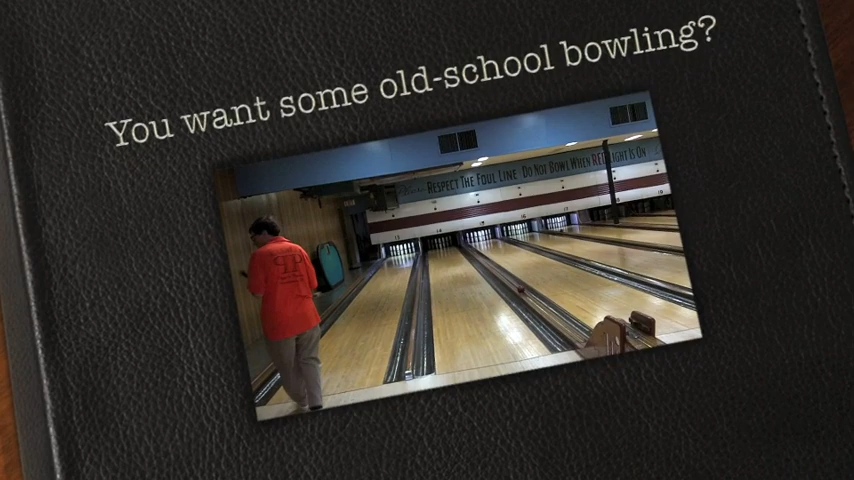 You want some old-school bowling?
RESPECT THE FOUL LINE DO NOT BOWL WHEN RED LIGHT IS ON